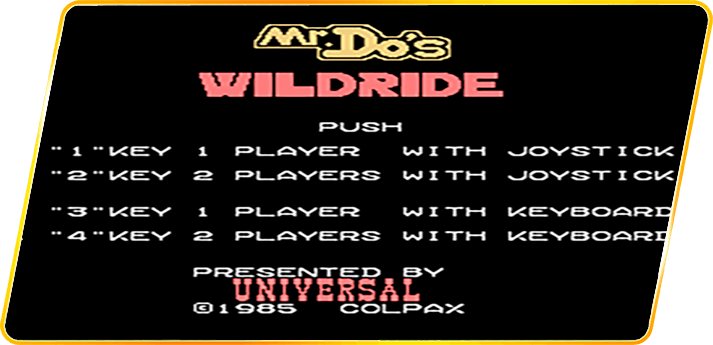 Mr. Do's
WILDRIDE
PUSH
"1"KEY 1 PLAYER WITH JOYSTICK
"2"KEY 2 PLAYERS WITH JOYSTICK
"3"KEY 1 PLAYER WITH KEYBOARD
"4"KEY 2 PLAYERS WITH KEYBOARD
PRESENTED BY
UNIVERSAL
©1985 COLPAX